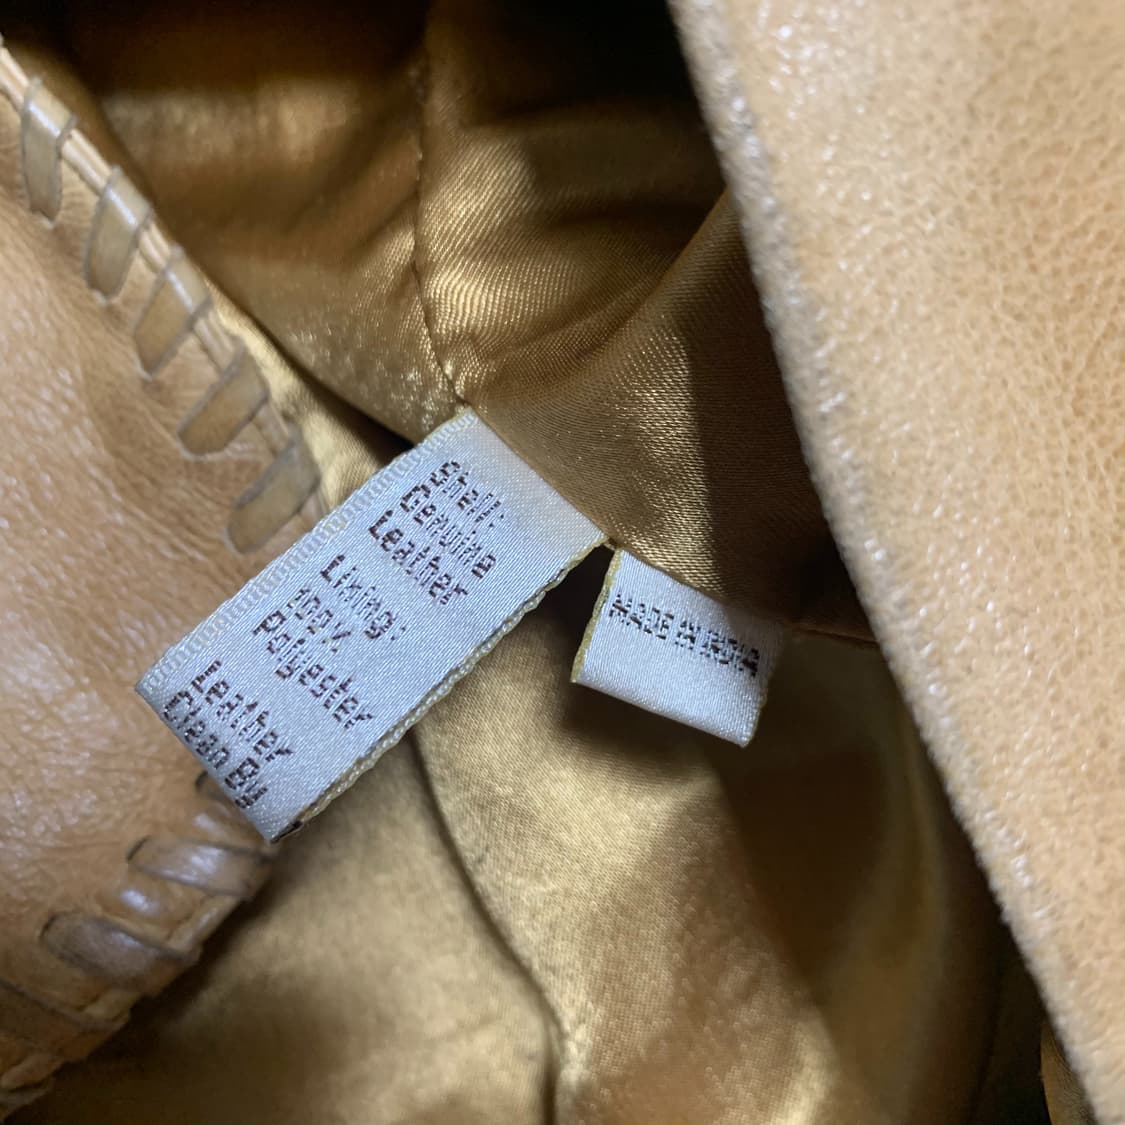 Shell:
Genuine
Leather
Lining:
100%
Polyester
Leather
Clean By
MADE IN INDIA